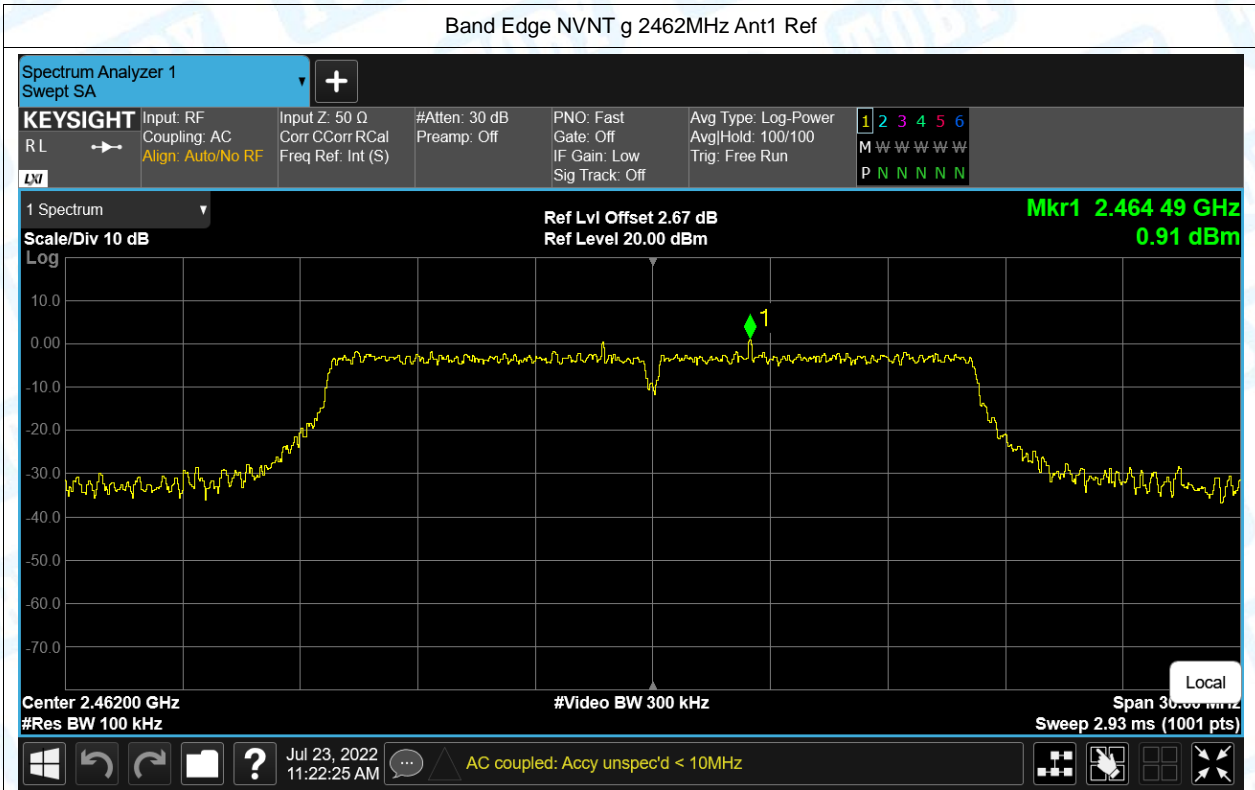 Band Edge NVNT g 2462MHz Ant1 Ref
Spectrum Analyzer 1
Swept SA
KEYSIGHT
RL
LXI
Input: RF
Coupling: AC
Align: Auto/No RF
Input Z: 50 Ω
Corr CCorr RCal
Freq Ref: Int (S)
#Atten: 30 dB
Preamp: Off
PNO: Fast
Gate: Off
IF Gain: Low
Sig Track: Off
Avg Type: Log-Power
Avg|Hold: 100/100
Trig: Free Run
1 2 3 4 5 6
M W W W W W
P N N N N N
1 Spectrum
Scale/Div 10 dB
Ref Lvl Offset 2.67 dB
Ref Level 20.00 dBm
Mkr1 2.464 49 GHz
0.91 dBm
Log
10.0
0.00
-10.0
-20.0
-30.0
-40.0
-50.0
-60.0
-70.0
1
Center 2.46200 GHz
#Res BW 100 kHz
#Video BW 300 kHz
Local
Span 30.00 MHz
Sweep 2.93 ms (1001 pts)
?
Jul 23, 2022
11:22:25 AM
AC coupled: Accy unspec'd < 10MHz